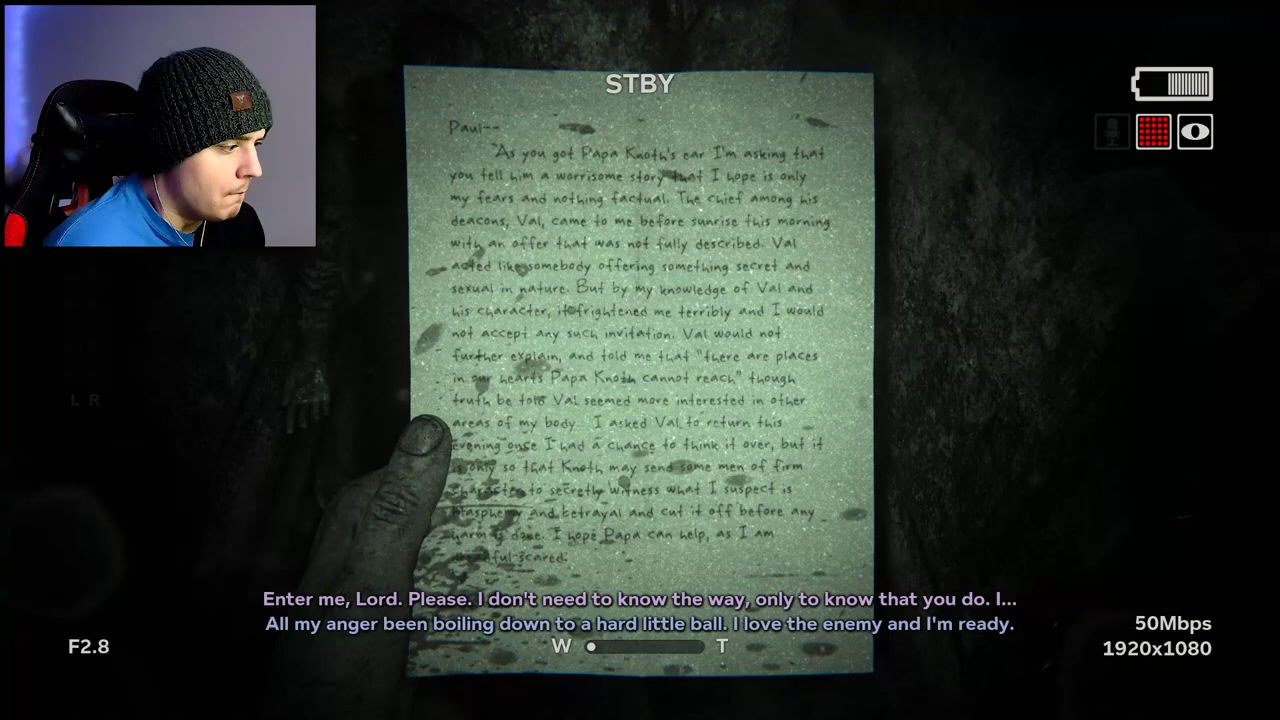 STBY
Paul--
"As you got Papa Knoth's ear I'm asking that
you tell him a worrisome story that I hope is only
my fears and nothing factual. The chief among his
deacons, Val, came to me before sunrise this morning
with an offer that was not fully described. Val
acted like somebody offering something secret and
sexual in nature. But by my knowledge of Val and
his character, it frightened me terribly and I would
not accept any such invitation. Val would not
further explain, and told me that "there are places
in our hearts Papa Knoth cannot reach" though
truth be told Val seemed more interested in other
areas of my body. I asked Val to return this
evening once I had a chance to think it over, but it
is only so that Knoth may send some men of firm
character to secretly witness what I suspect is
blasphemy and betrayal and cut it off before any
harm is done. I hope Papa can help, as I am
scared.
L R
Enter me, Lord. Please. I don't need to know the way, only to know that you do. I...
All my anger been boiling down to a hard little ball. I love the enemy and I'm ready.
F2.8
W T
50Mbps
1920x1080